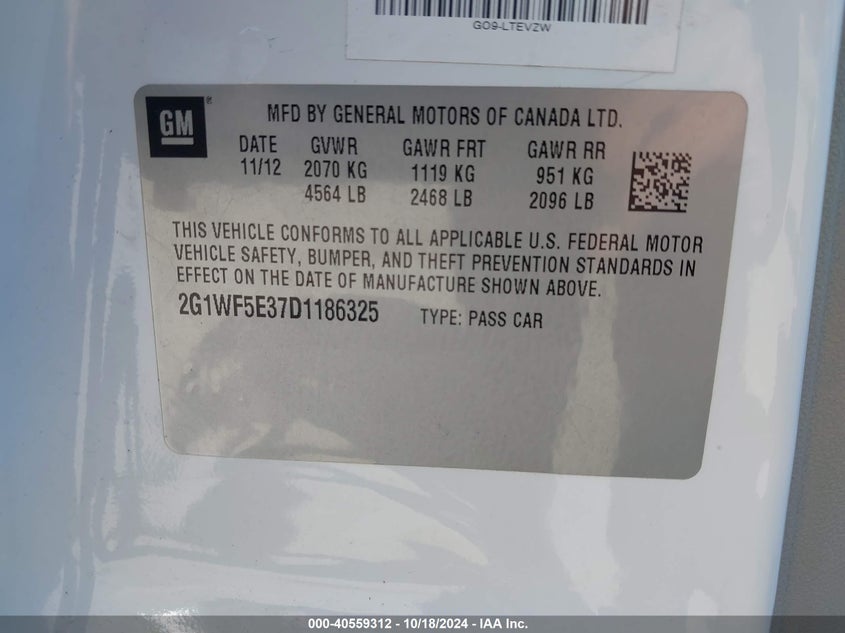 GO9-LTEVZW
GM®
MFD BY GENERAL MOTORS OF CANADA LTD.
DATE GVWR GAWR FRT GAWR RR
11/12 2070 KG 1119 KG 951 KG
4564 LB 2468 LB 2096 LB
THIS VEHICLE CONFORMS TO ALL APPLICABLE U.S. FEDERAL MOTOR
VEHICLE SAFETY, BUMPER, AND THEFT PREVENTION STANDARDS IN
EFFECT ON THE DATE OF MANUFACTURE SHOWN ABOVE.
2G1WF5E37D1186325 TYPE: PASS CAR
000-40559312 - 10/18/2024 - IAA Inc.